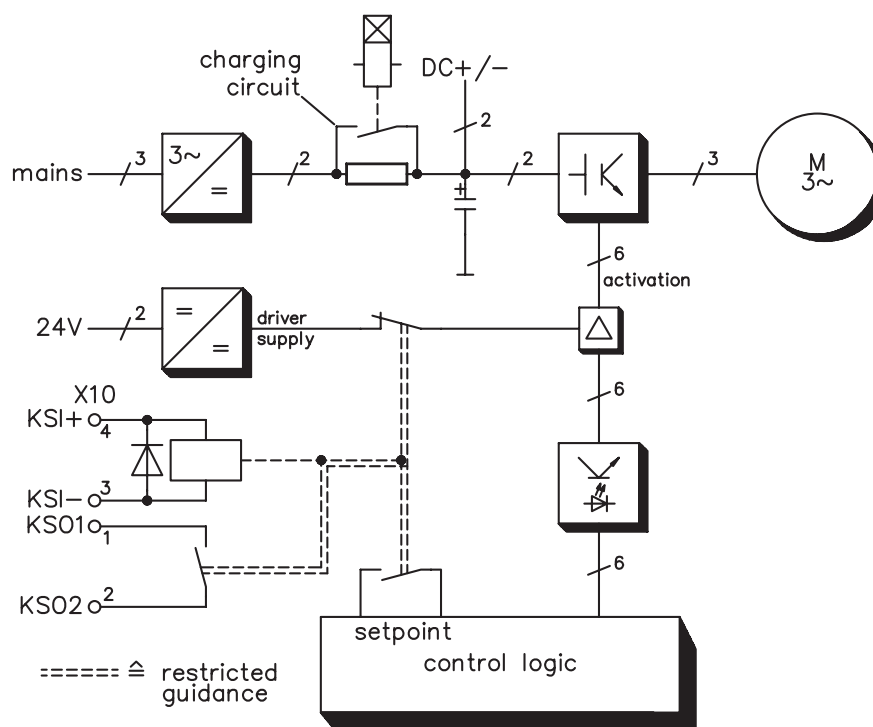 charging
circuit
DC+/-
2
mains
3
3~
=
2
2
3
M
3~
6
activation
24V
2
=
=
driver
supply
6
X10
KSI+
4
KSI-
3
KSO1
1
KSO2
2
6
setpoint
control logic
≙ restricted
guidance
+